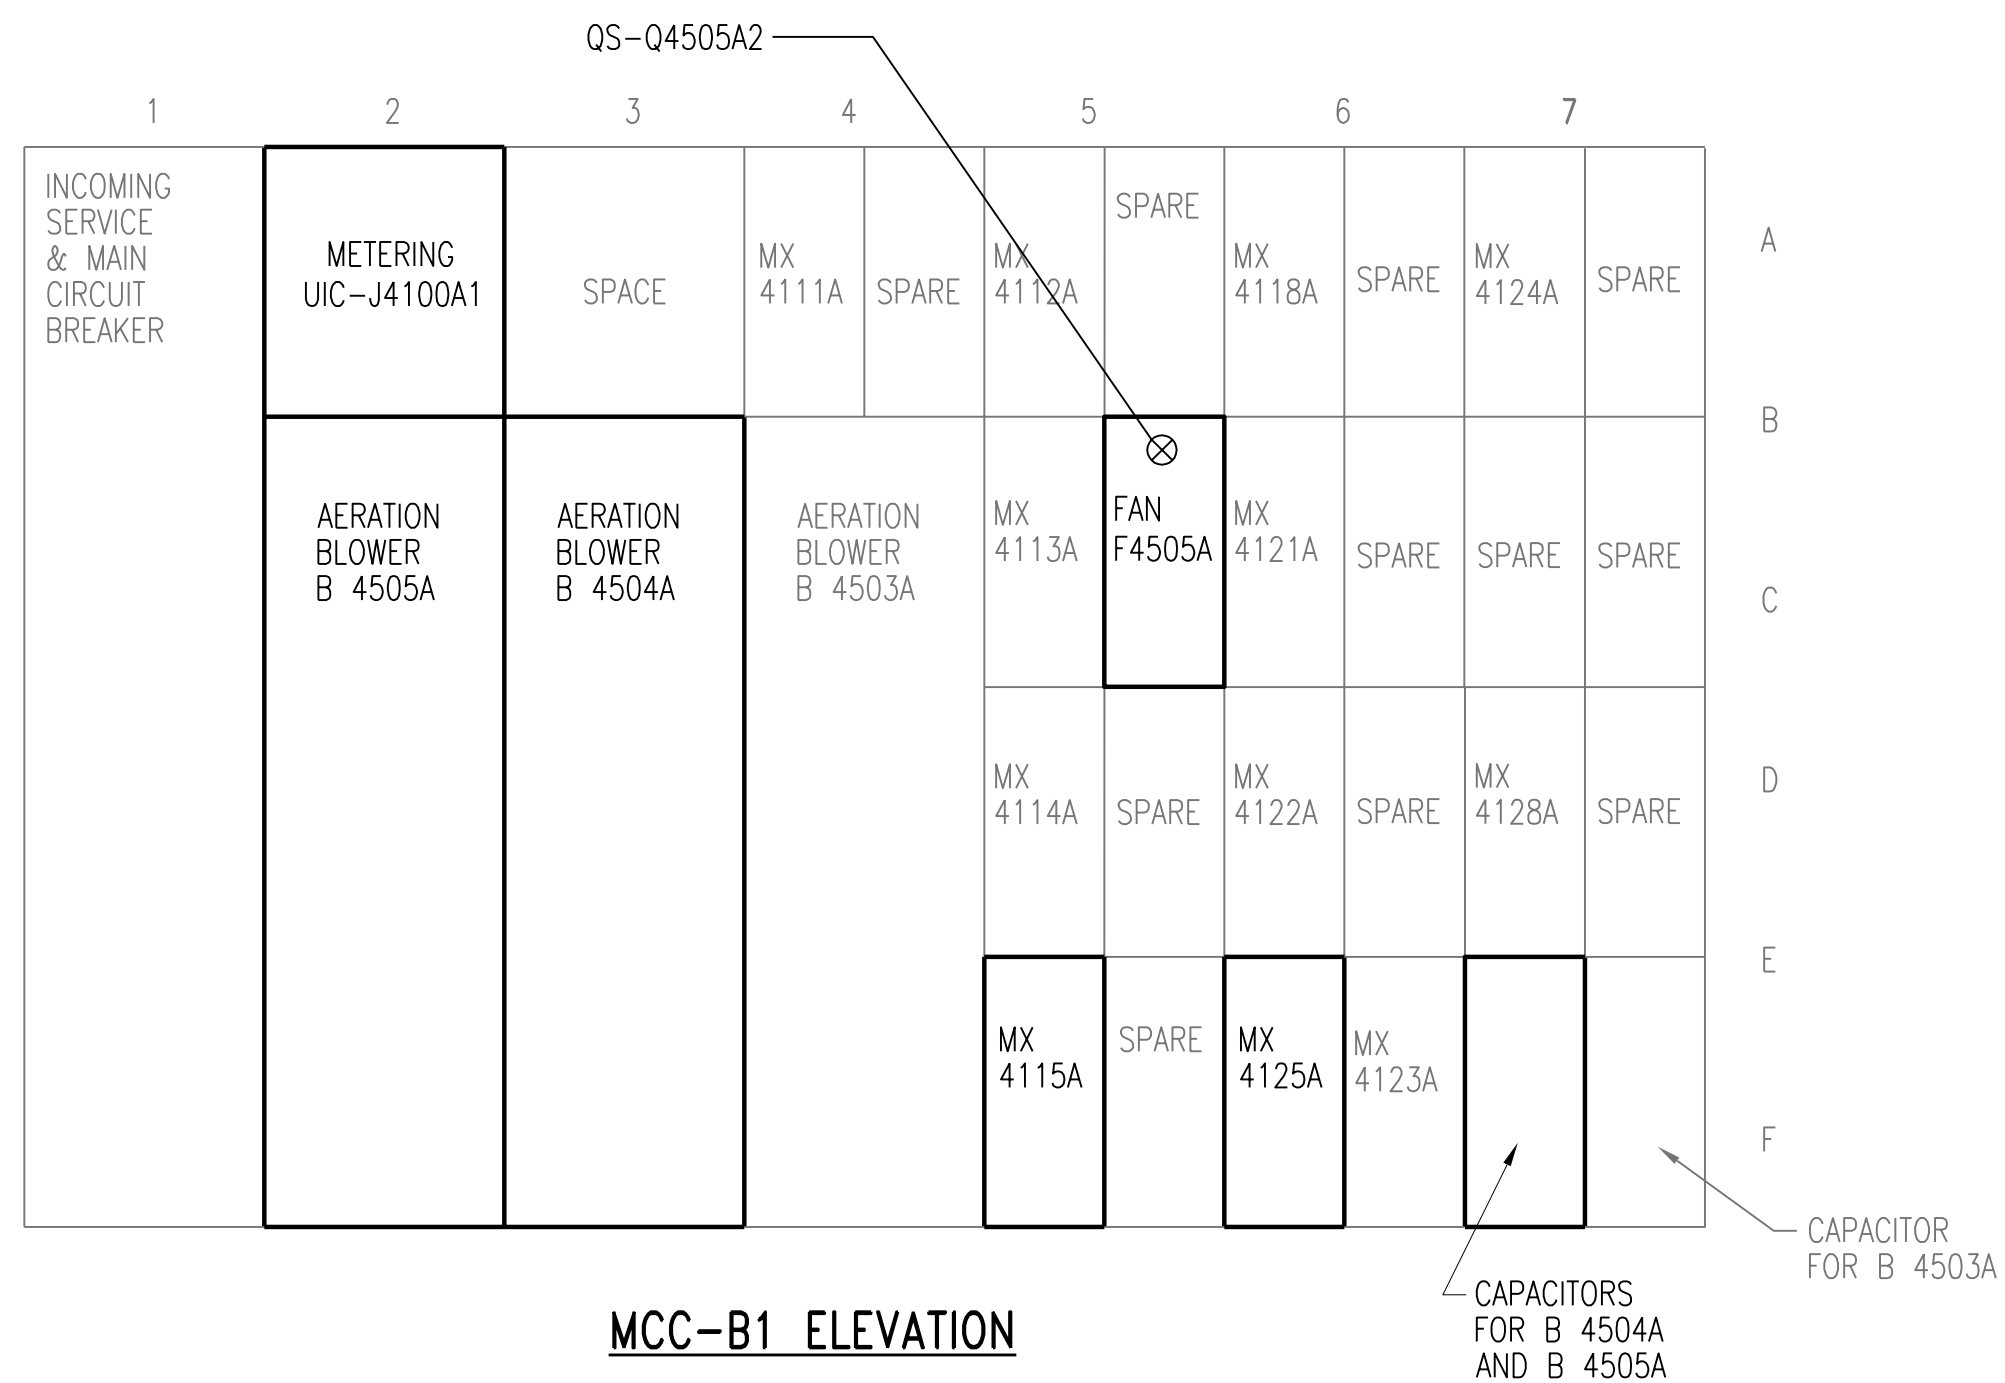 QS-Q4505A2
1 2 3 4 5 6 7
INCOMING
SERVICE
& MAIN
CIRCUIT
BREAKER
METERING
UIC-J4100A1
SPACE
MX
4111A
SPARE
MX
4112A
SPARE
MX
4118A
SPARE
MX
4124A
SPARE
A
B
AERATION
BLOWER
B 4505A
AERATION
BLOWER
B 4504A
AERATION
BLOWER
B 4503A
MX
4113A
FAN
F4505A
MX
4121A
SPARE
SPARE
SPARE
C
MX
4114A
SPARE
MX
4122A
SPARE
MX
4128A
SPARE
D
E
MX
4115A
SPARE
MX
4125A
MX
4123A
F
CAPACITOR
FOR B 4503A
CAPACITORS
FOR B 4504A
AND B 4505A
MCC-B1 ELEVATION